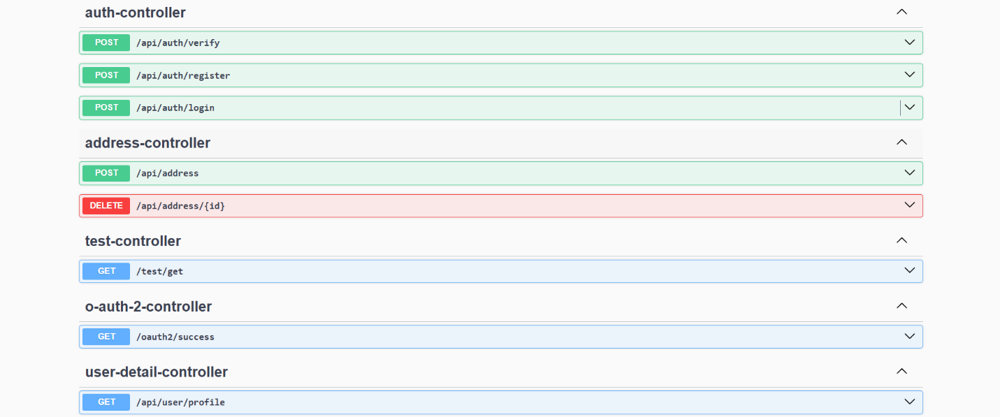 auth-controller
POST /api/auth/verify
POST /api/auth/register
POST /api/auth/login
address-controller
POST /api/address
DELETE /api/address/{id}
test-controller
GET /test/get
o-auth-2-controller
GET /oauth2/success
user-detail-controller
GET /api/user/profile